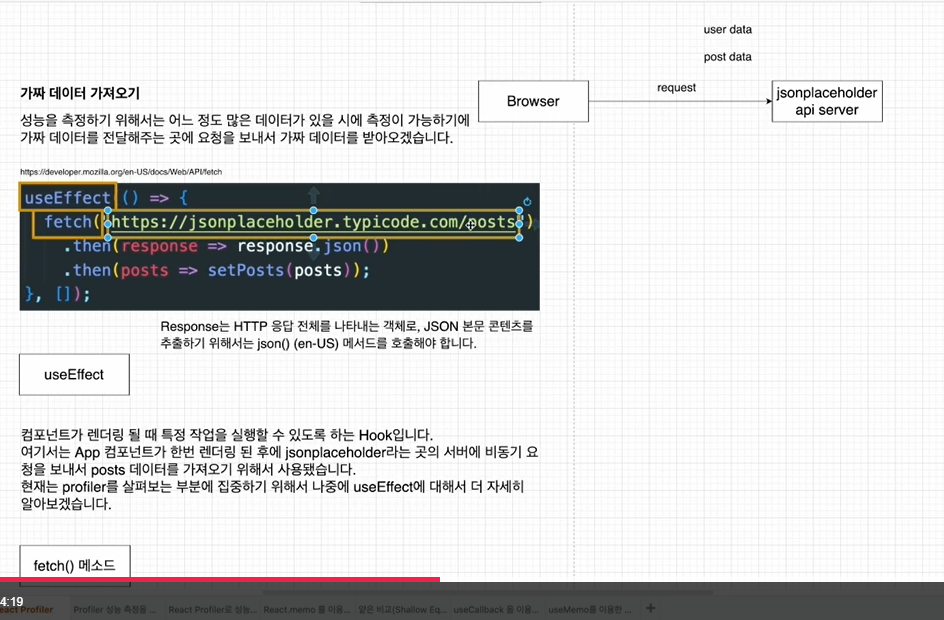 user data
post data
가짜 데이터 가져오기
성능을 측정하기 위해서는 어느 정도 많은 데이터가 있을 시에 측정이 가능하기에
가짜 데이터를 전달해주는 곳에 요청을 보내서 가짜 데이터를 받아오겠습니다.
Browser
request
jsonplaceholder
api server
https://developer.mozilla.org/en-US/docs/Web/API/fetch
useEffect(() => {
fetch('https://jsonplaceholder.typicode.com/posts')
.then(response => response.json())
.then(posts => setPosts(posts));
}, []);
Response는 HTTP 응답 전체를 나타내는 객체로, JSON 본문 콘텐츠를
추출하기 위해서는 json() (en-US) 메서드를 호출해야 합니다.
useEffect
컴포넌트가 렌더링 될 때 특정 작업을 실행할 수 있도록 하는 Hook입니다.
여기서는 App 컴포넌트가 한번 렌더링 된 후에 jsonplaceholder라는 곳의 서버에 비동기 요
청을 보내서 posts 데이터를 가져오기 위해서 사용됐습니다.
현재는 profiler를 살펴보는 부분에 집중하기 위해서 나중에 useEffect에 대해서 더 자세히
알아보겠습니다.
fetch() 메소드
4:19
React Profiler Profiler 성능 측정을 ... React Profiler로 성능... React.memo 를 이용... 얕은 비교(Shallow Eq... useCallback 을 이용... useMemo를 이용한 ...